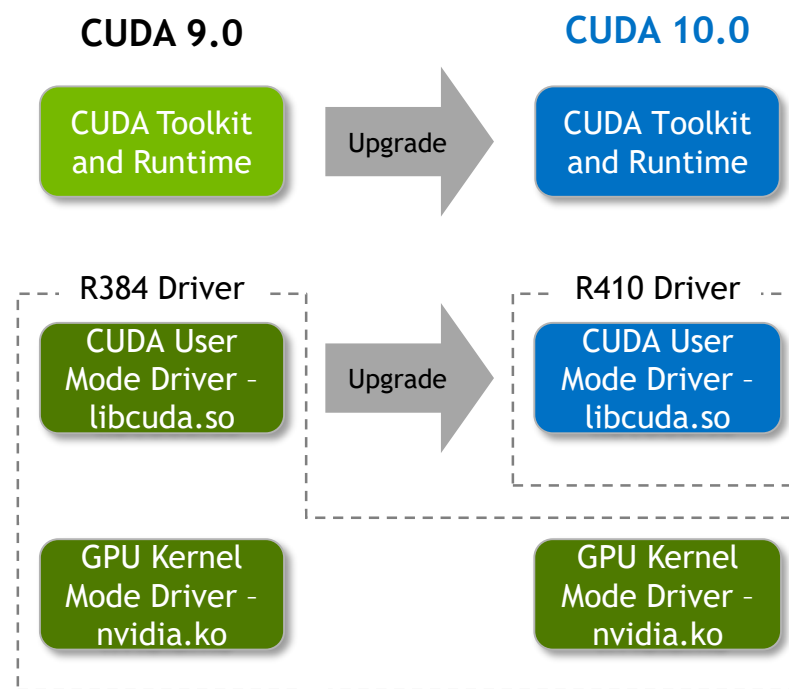 CUDA 9.0
CUDA 10.0
CUDA Toolkit
and Runtime
Upgrade
CUDA Toolkit
and Runtime
R384 Driver
R410 Driver
CUDA User
Mode Driver –
libcuda.so
Upgrade
CUDA User
Mode Driver –
libcuda.so
GPU Kernel
Mode Driver –
nvidia.ko
GPU Kernel
Mode Driver –
nvidia.ko